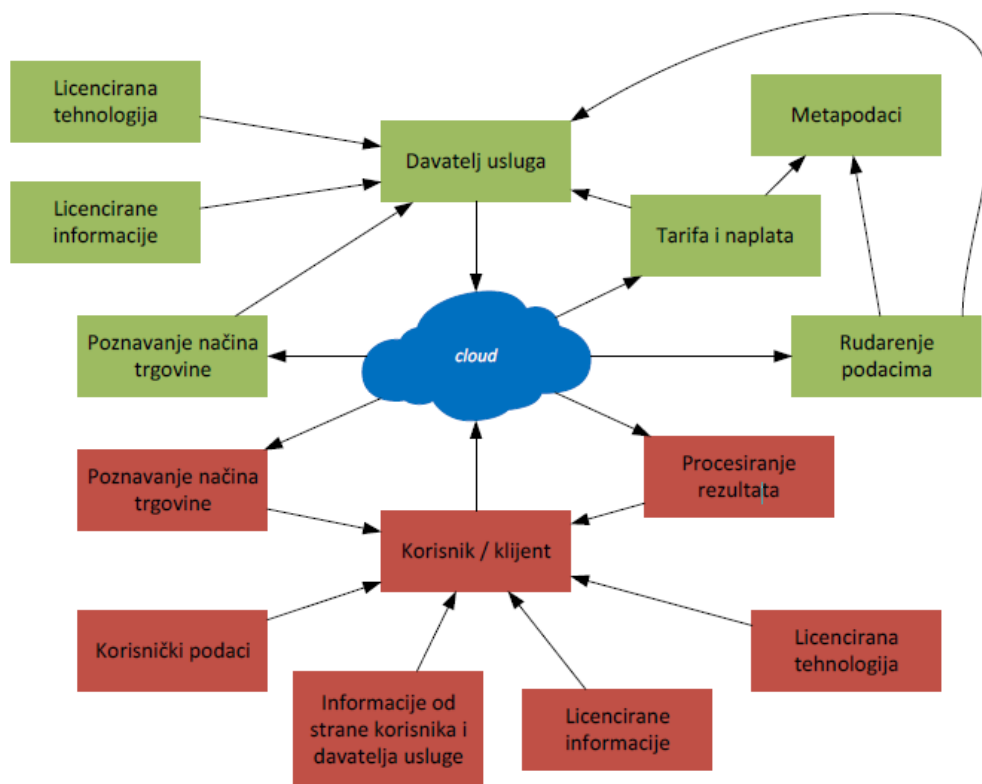 Licencirana
tehnologija
Metapodaci
Davatelj usluga
Licencirane
informacije
Tarifa i naplata
Poznavanje načina
trgovine
cloud
Rudarenje
podacima
Poznavanje načina
trgovine
Procesiranje
rezultata
Korisnik / klijent
Korisnički podaci
Licencirana
tehnologija
Informacije od
strane korisnika i
davatelja usluge
Licencirane
informacije